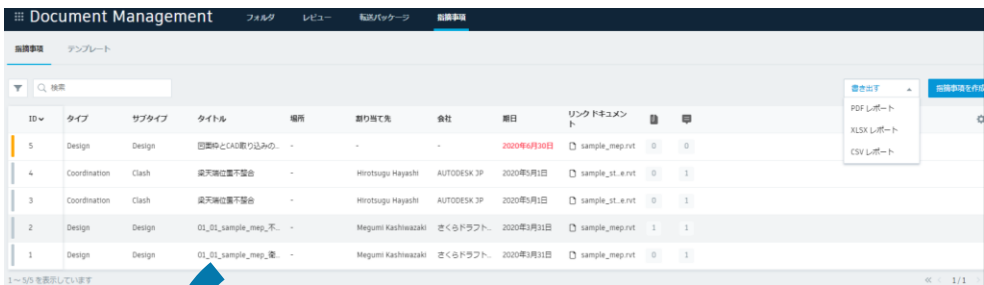 Document Management フォルダ レビュー 転送パッケージ 指摘事項
指摘事項 テンプレート
検索 書き出す 指摘事項を作成
PDF レポート
XLSX レポート
CSV レポート
ID タイプ サブタイプ タイトル 場所 割り当て先 会社 期日 リンクドキュメント
5 Design Design 図面枠とCAD取り込みの... - - - 2020年6月30日 sample_mep.rvt 0 0
4 Coordination Clash 梁天端位置不整合 - Hirotsugu Hayashi AUTODESK JP 2020年5月1日 sample_st...e.rvt 0 1
3 Coordination Clash 梁天端位置不整合 - Hirotsugu Hayashi AUTODESK JP 2020年5月1日 sample_st...e.rvt 0 1
2 Design Design 01_01_sample_mep_不... - Megumi Kashiwazaki さくらドラフト... 2020年3月31日 sample_mep.rvt 1 1
1 Design Design 01_01_sample_mep_衛... - Megumi Kashiwazaki さくらドラフト... 2020年3月31日 sample_mep.rvt 0 1
1～5/5 を表示しています 1/1